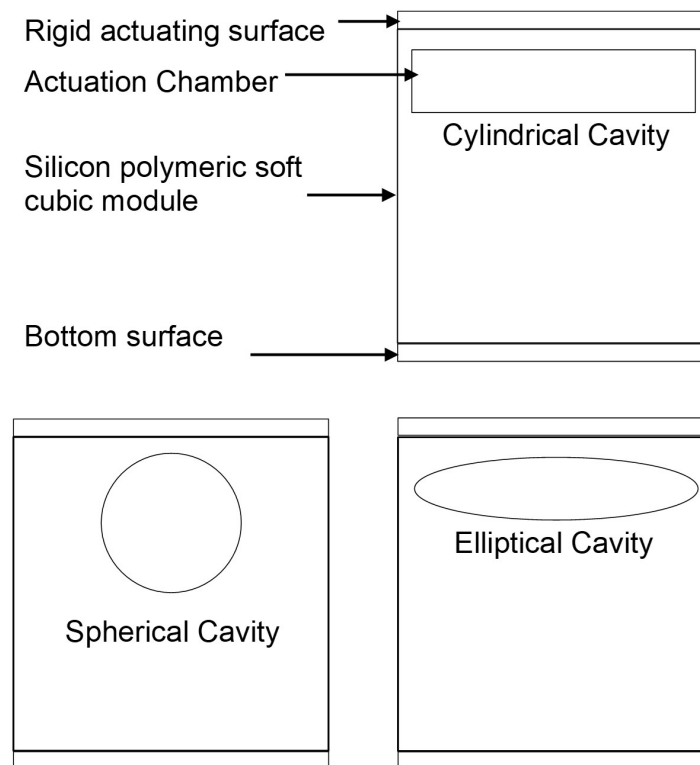 Rigid actuating surface
Actuation Chamber
Cylindrical Cavity
Silicon polymeric soft
cubic module
Bottom surface
Elliptical Cavity
Spherical Cavity